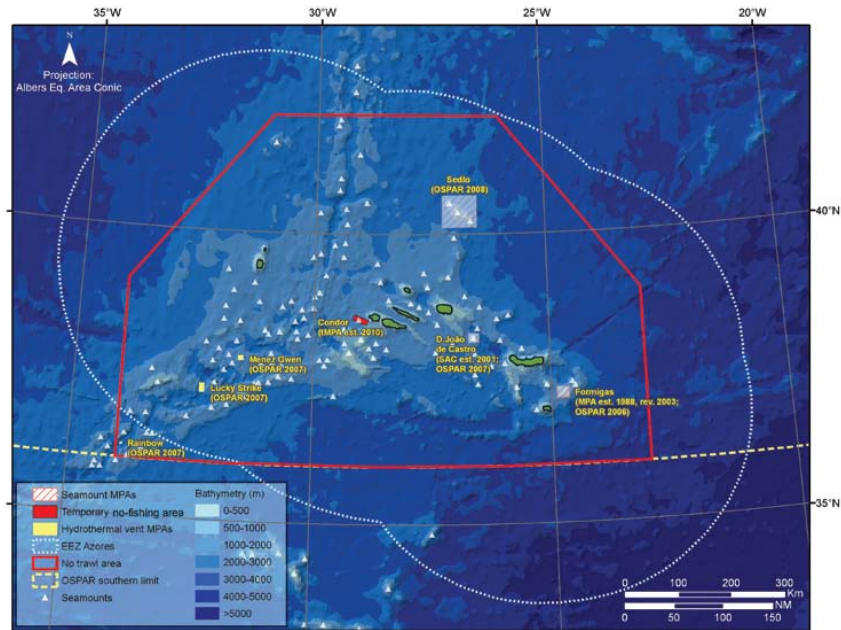 35°W
30°W
25°W
20°W
N
Projection:
Albers Eq. Area Conic
Sedlo
(OSPAR 2008)
40°N
40°N
Condor
(tMPA est. 2010)
D.João
de Castro
(SAC est. 2001;
OSPAR 2007)
Menez Gwen
(OSPAR 2007)
Lucky Strike
(OSPAR 2007)
Formigas
(MPA est. 1988, rev. 2003;
OSPAR 2006)
Rainbow
(OSPAR 2007)
35°N
35°N
Seamount MPAs
Temporary no-fishing area
Hydrothermal vent MPAs
EEZ Azores
No trawl area
OSPAR southern limit
Seamounts
Bathymetry (m)
0-500
500-1000
1000-2000
2000-3000
3000-4000
4000-5000
>5000
0 100 200 300
Km
0 50 100 150
NM